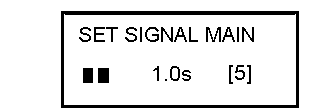 SET SIGNAL MAIN
■■ 1.0s [5]